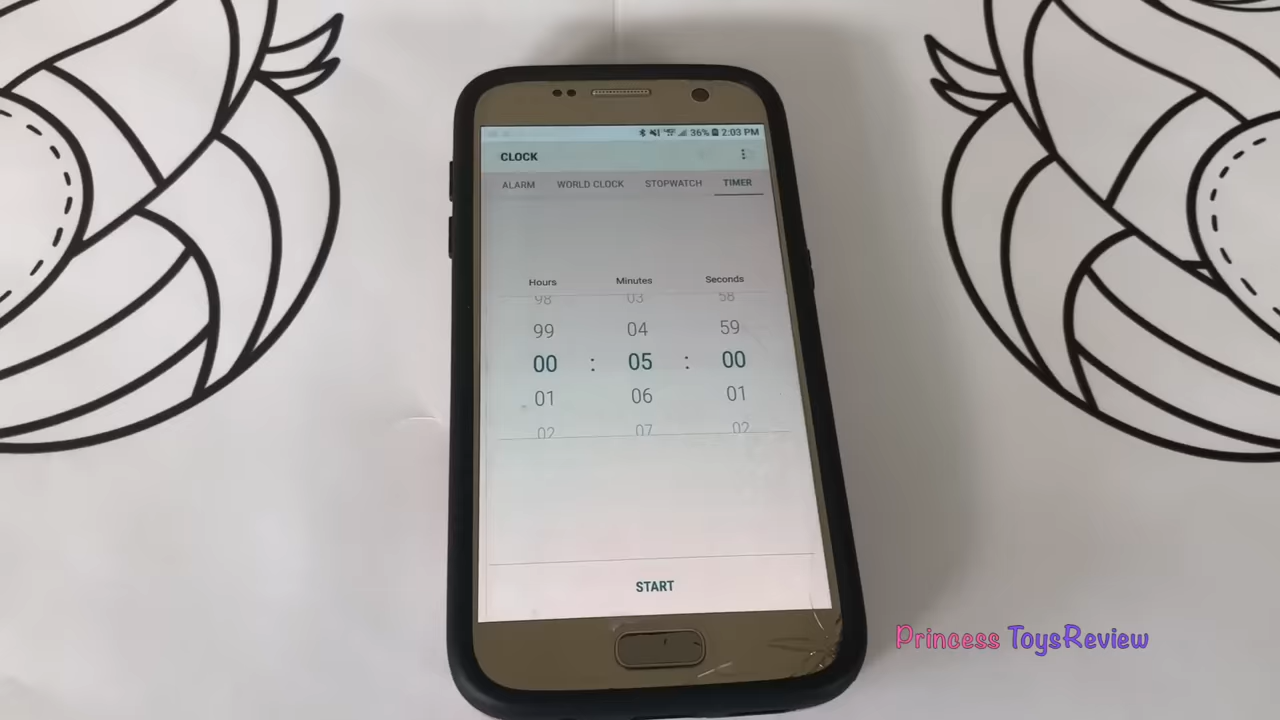 36% 2:03 PM
CLOCK
ALARM WORLD CLOCK STOPWATCH TIMER
Hours Minutes Seconds
98 03 58
99 04 59
00 : 05 : 00
01 06 01
02 07 02
START
Princess ToysReview